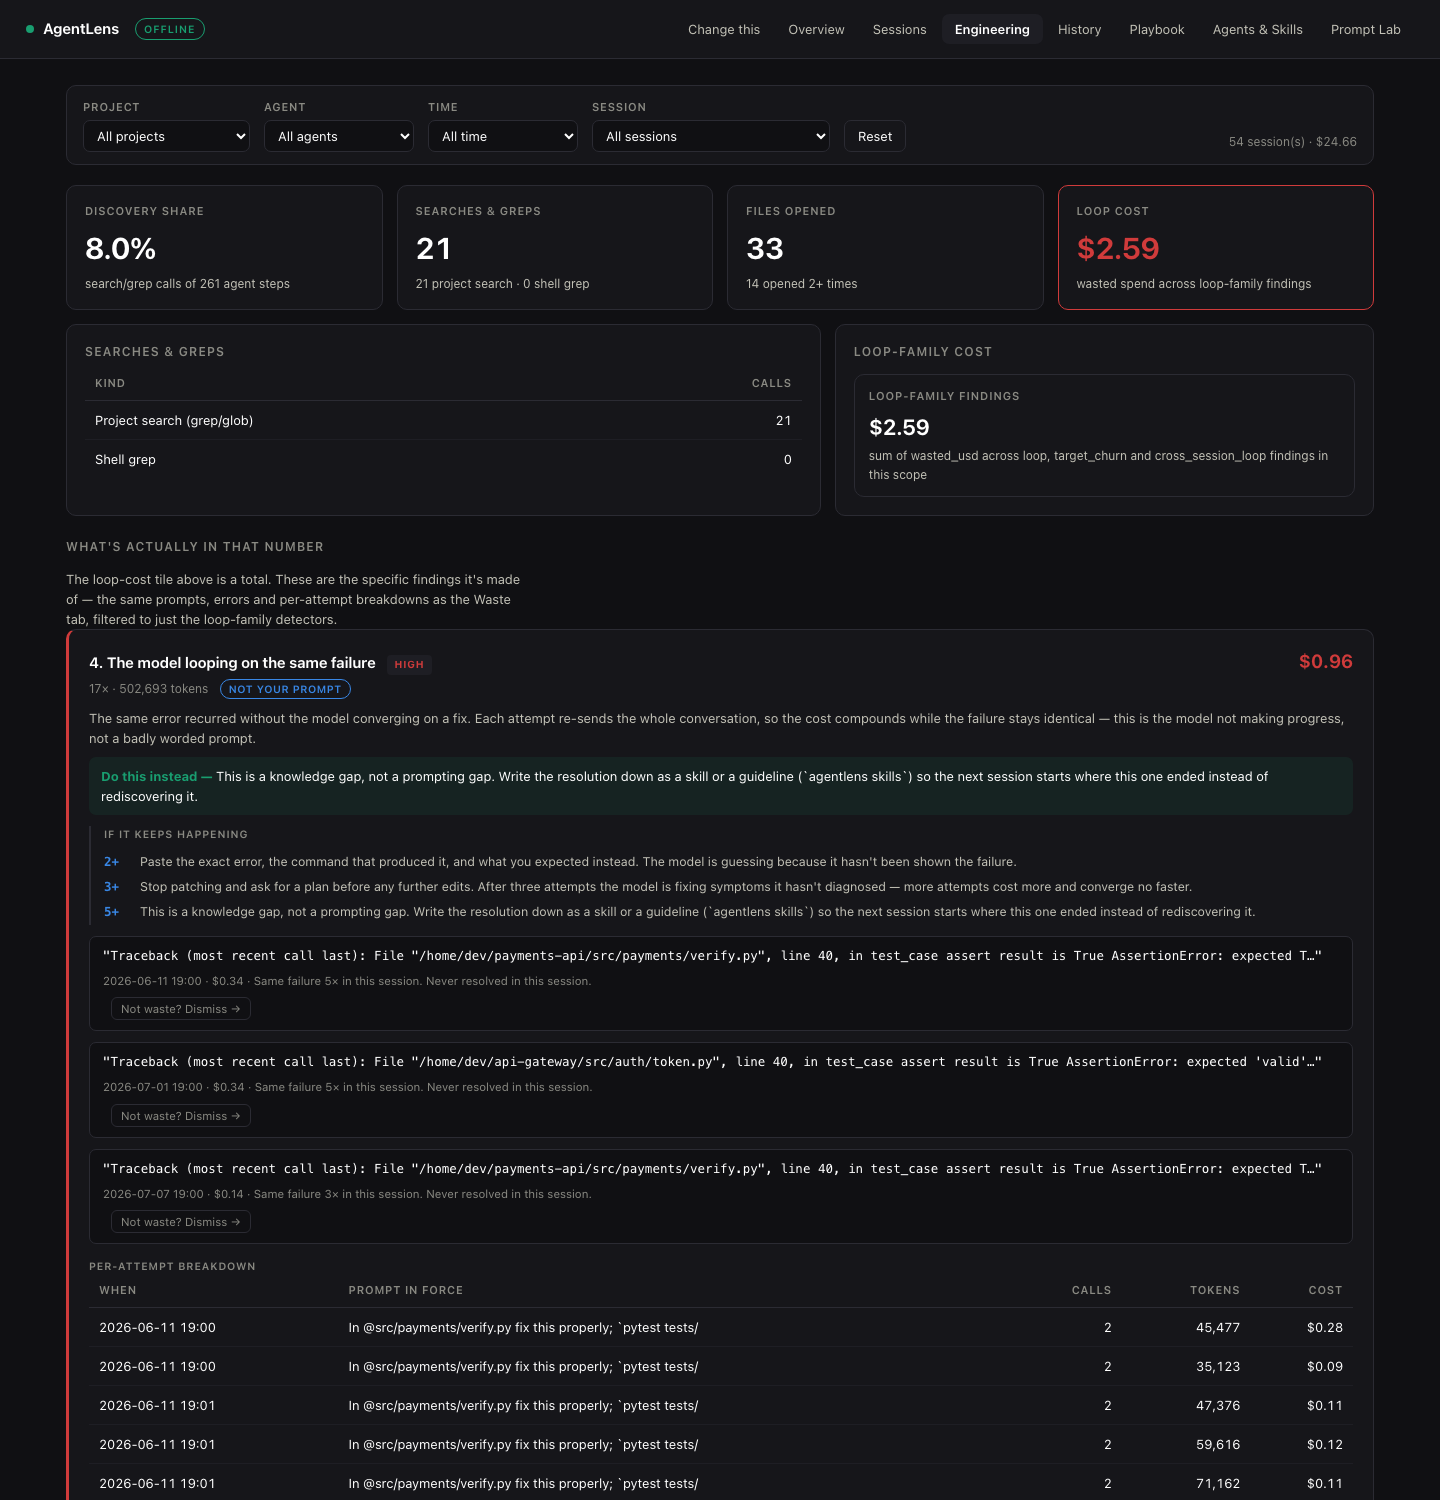 AgentLens OFFLINE Change this Overview Sessions Engineering History Playbook Agents & Skills Prompt Lab
PROJECT AGENT TIME SESSION
All projects All agents All time All sessions Reset 54 session(s) · $24.66
DISCOVERY SHARE
8.0%
search/grep calls of 261 agent steps
SEARCHES & GREPS
21
21 project search · 0 shell grep
FILES OPENED
33
14 opened 2+ times
LOOP COST
$2.59
wasted spend across loop-family findings
SEARCHES & GREPS
KIND CALLS
Project search (grep/glob) 21
Shell grep 0
LOOP-FAMILY COST
LOOP-FAMILY FINDINGS
$2.59
sum of wasted_usd across loop, target_churn and cross_session_loop findings in
this scope
WHAT'S ACTUALLY IN THAT NUMBER
The loop-cost tile above is a total. These are the specific findings it's made
of — the same prompts, errors and per-attempt breakdowns as the Waste
tab, filtered to just the loop-family detectors.
4. The model looping on the same failure HIGH $0.96
17× · 502,693 tokens NOT YOUR PROMPT
The same error recurred without the model converging on a fix. Each attempt re-sends the whole conversation, so the cost compounds while the failure stays identical — this is the model not making progress,
not a badly worded prompt.
Do this instead — This is a knowledge gap, not a prompting gap. Write the resolution down as a skill or a guideline (`agentlens skills`) so the next session starts where this one ended instead of
rediscovering it.
IF IT KEEPS HAPPENING
2+ Paste the exact error, the command that produced it, and what you expected instead. The model is guessing because it hasn't been shown the failure.
3+ Stop patching and ask for a plan before any further edits. After three attempts the model is fixing symptoms it hasn't diagnosed — more attempts cost more and converge no faster.
5+ This is a knowledge gap, not a prompting gap. Write the resolution down as a skill or a guideline (`agentlens skills`) so the next session starts where this one ended instead of rediscovering it.
"Traceback (most recent call last): File "/home/dev/payments-api/src/payments/verify.py", line 40, in test_case assert result is True AssertionError: expected T…"
2026-06-11 19:00 · $0.34 · Same failure 5× in this session. Never resolved in this session.
Not waste? Dismiss →
"Traceback (most recent call last): File "/home/dev/api-gateway/src/auth/token.py", line 40, in test_case assert result is True AssertionError: expected 'valid'…"
2026-07-01 19:00 · $0.34 · Same failure 5× in this session. Never resolved in this session.
Not waste? Dismiss →
"Traceback (most recent call last): File "/home/dev/payments-api/src/payments/verify.py", line 40, in test_case assert result is True AssertionError: expected T…"
2026-07-07 19:00 · $0.14 · Same failure 3× in this session. Never resolved in this session.
Not waste? Dismiss →
PER-ATTEMPT BREAKDOWN
WHEN PROMPT IN FORCE CALLS TOKENS COST
2026-06-11 19:00 In @src/payments/verify.py fix this properly; `pytest tests/ 2 45,477 $0.28
2026-06-11 19:00 In @src/payments/verify.py fix this properly; `pytest tests/ 2 35,123 $0.09
2026-06-11 19:01 In @src/payments/verify.py fix this properly; `pytest tests/ 2 47,376 $0.11
2026-06-11 19:01 In @src/payments/verify.py fix this properly; `pytest tests/ 2 59,616 $0.12
2026-06-11 19:01 In @src/payments/verify.py fix this properly; `pytest tests/ 2 71,162 $0.11